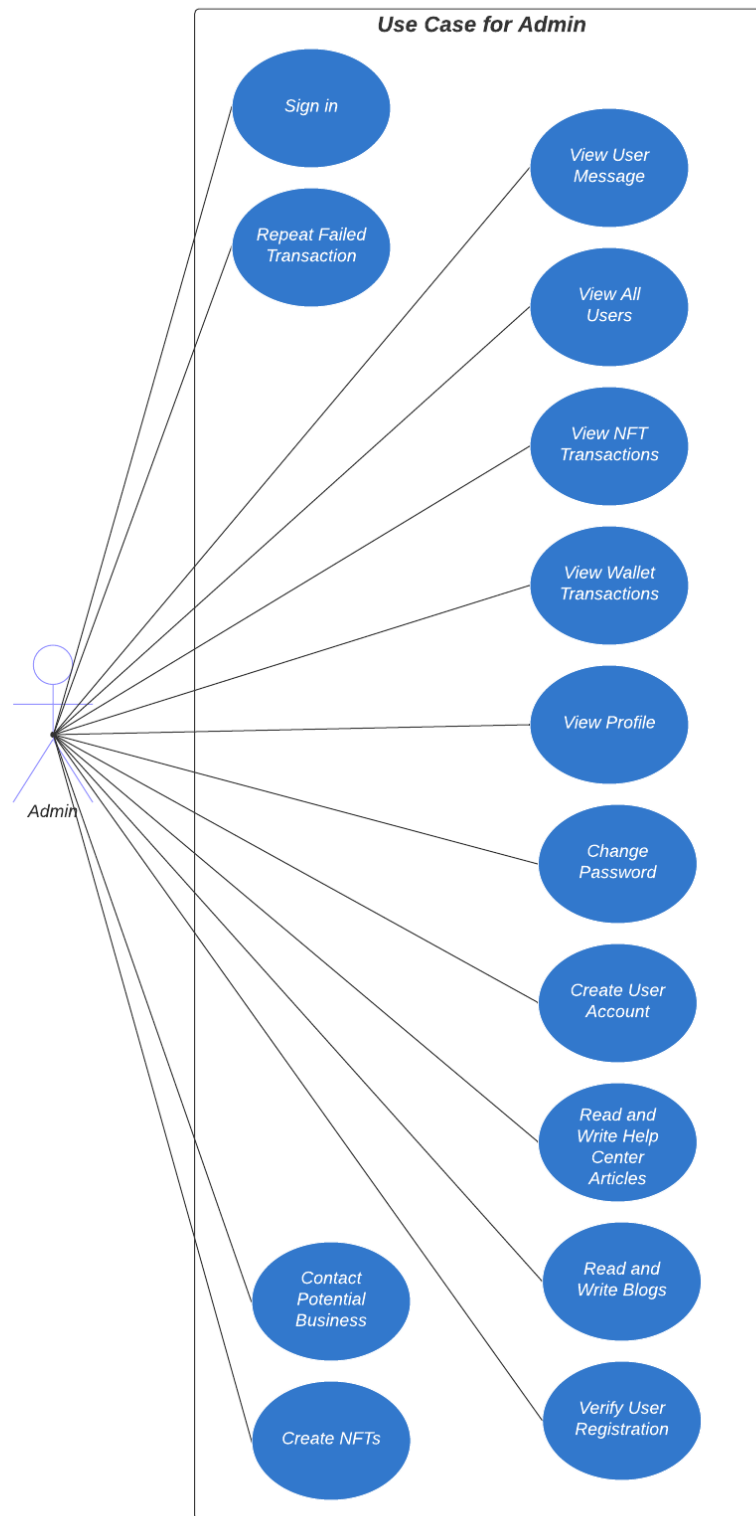 Use Case for Admin
Sign in
View User
Message
Repeat Failed
Transaction
View All
Users
View NFT
Transactions
View Wallet
Transactions
View Profile
Admin
Change
Password
Create User
Account
Read and
Write Help
Center
Articles
Contact
Potential
Business
Read and
Write Blogs
Create NFTs
Verify User
Registration